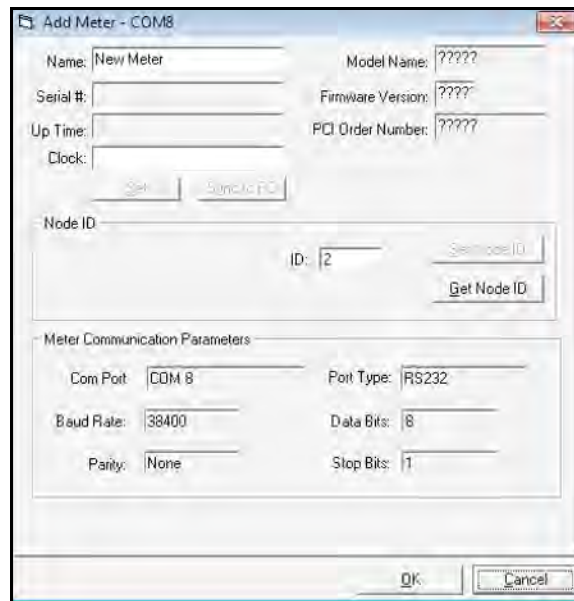 Add Meter - COM8
Name: New Meter
Model Name: ?????
Serial #:
Firmware Version: ????
Up Time:
PCI Order Number: ?????
Clock:
Set Sync to PC
Node ID
ID: 2
Set Node ID
Get Node ID
Meter Communication Parameters
Com Port COM 8
Port Type: RS232
Baud Rate: 38400
Data Bits: 8
Parity: None
Stop Bits: 1
OK Cancel